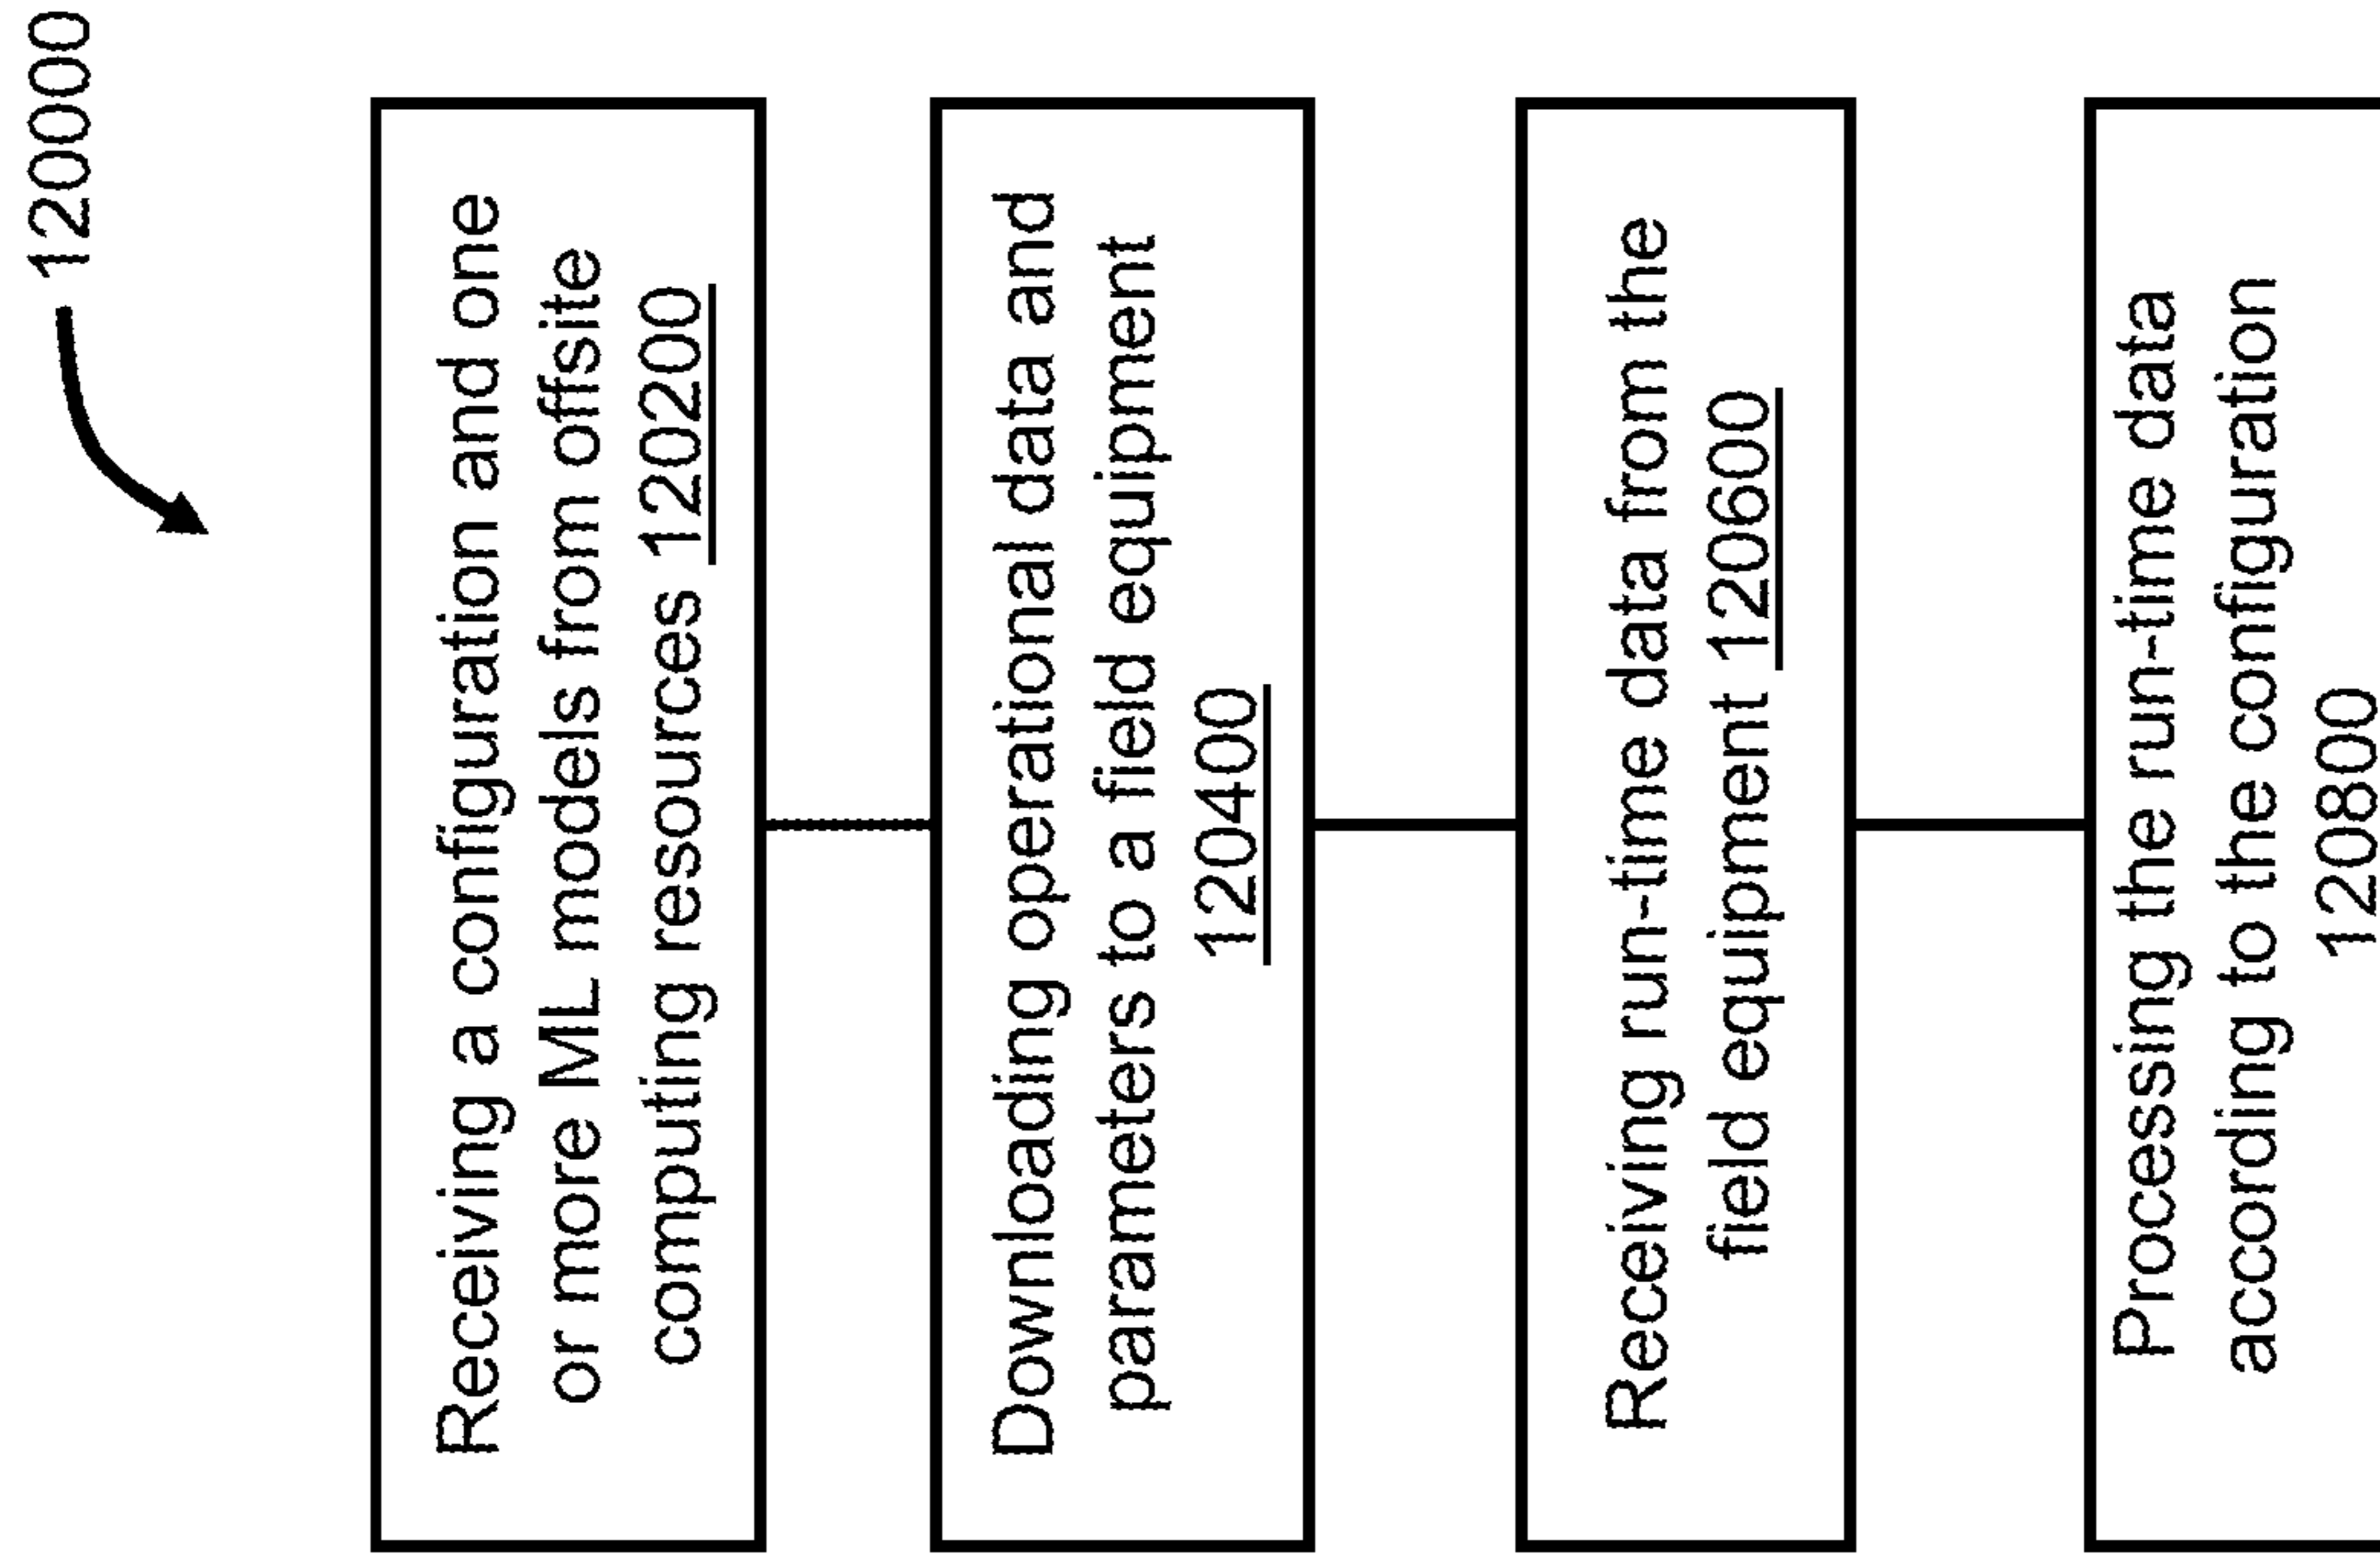 120000
Receiving a configuration and one
or more ML models from offsite
computing resources 120200
Downloading operational data and
parameters to a field equipment
120400
Receiving run-time data from the
field equipment 120600
Processing the run-time data
according to the configuration
120800